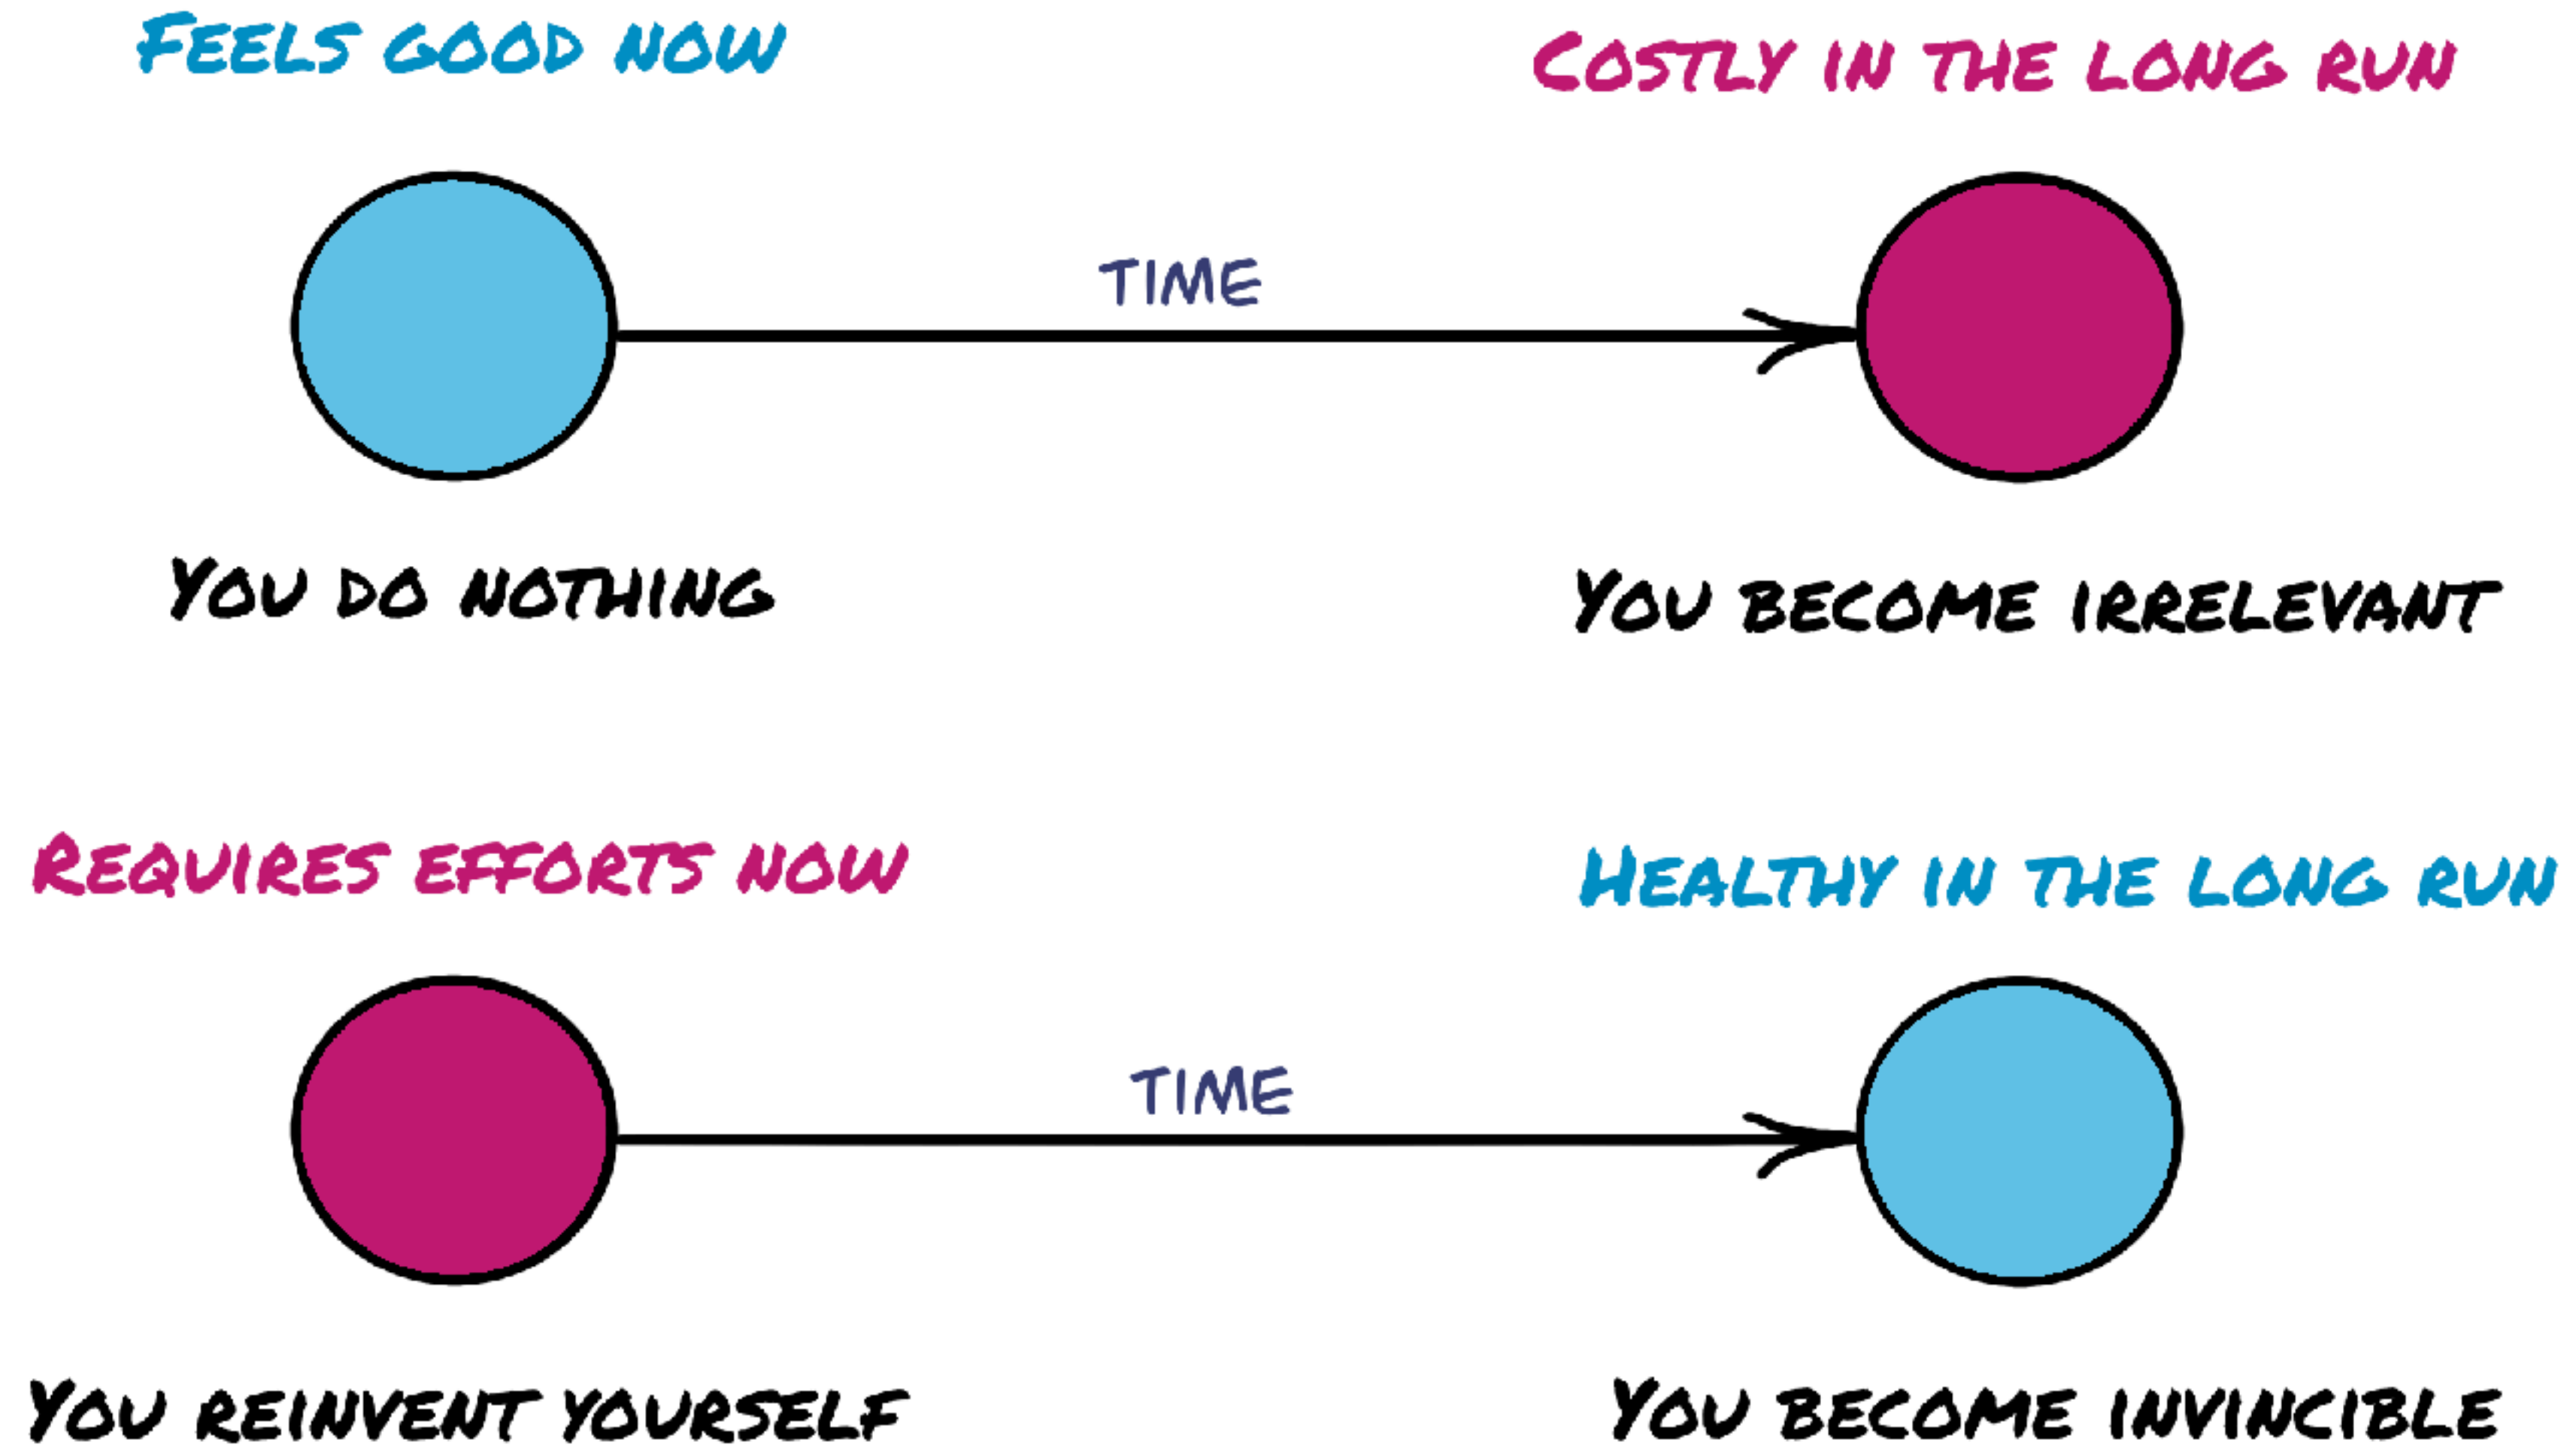 Feels good now
Costly in the long run
TIME
You do nothing
You become irrelevant
Requires efforts now
Healthy in the long run
TIME
You reinvent yourself
You become invincible